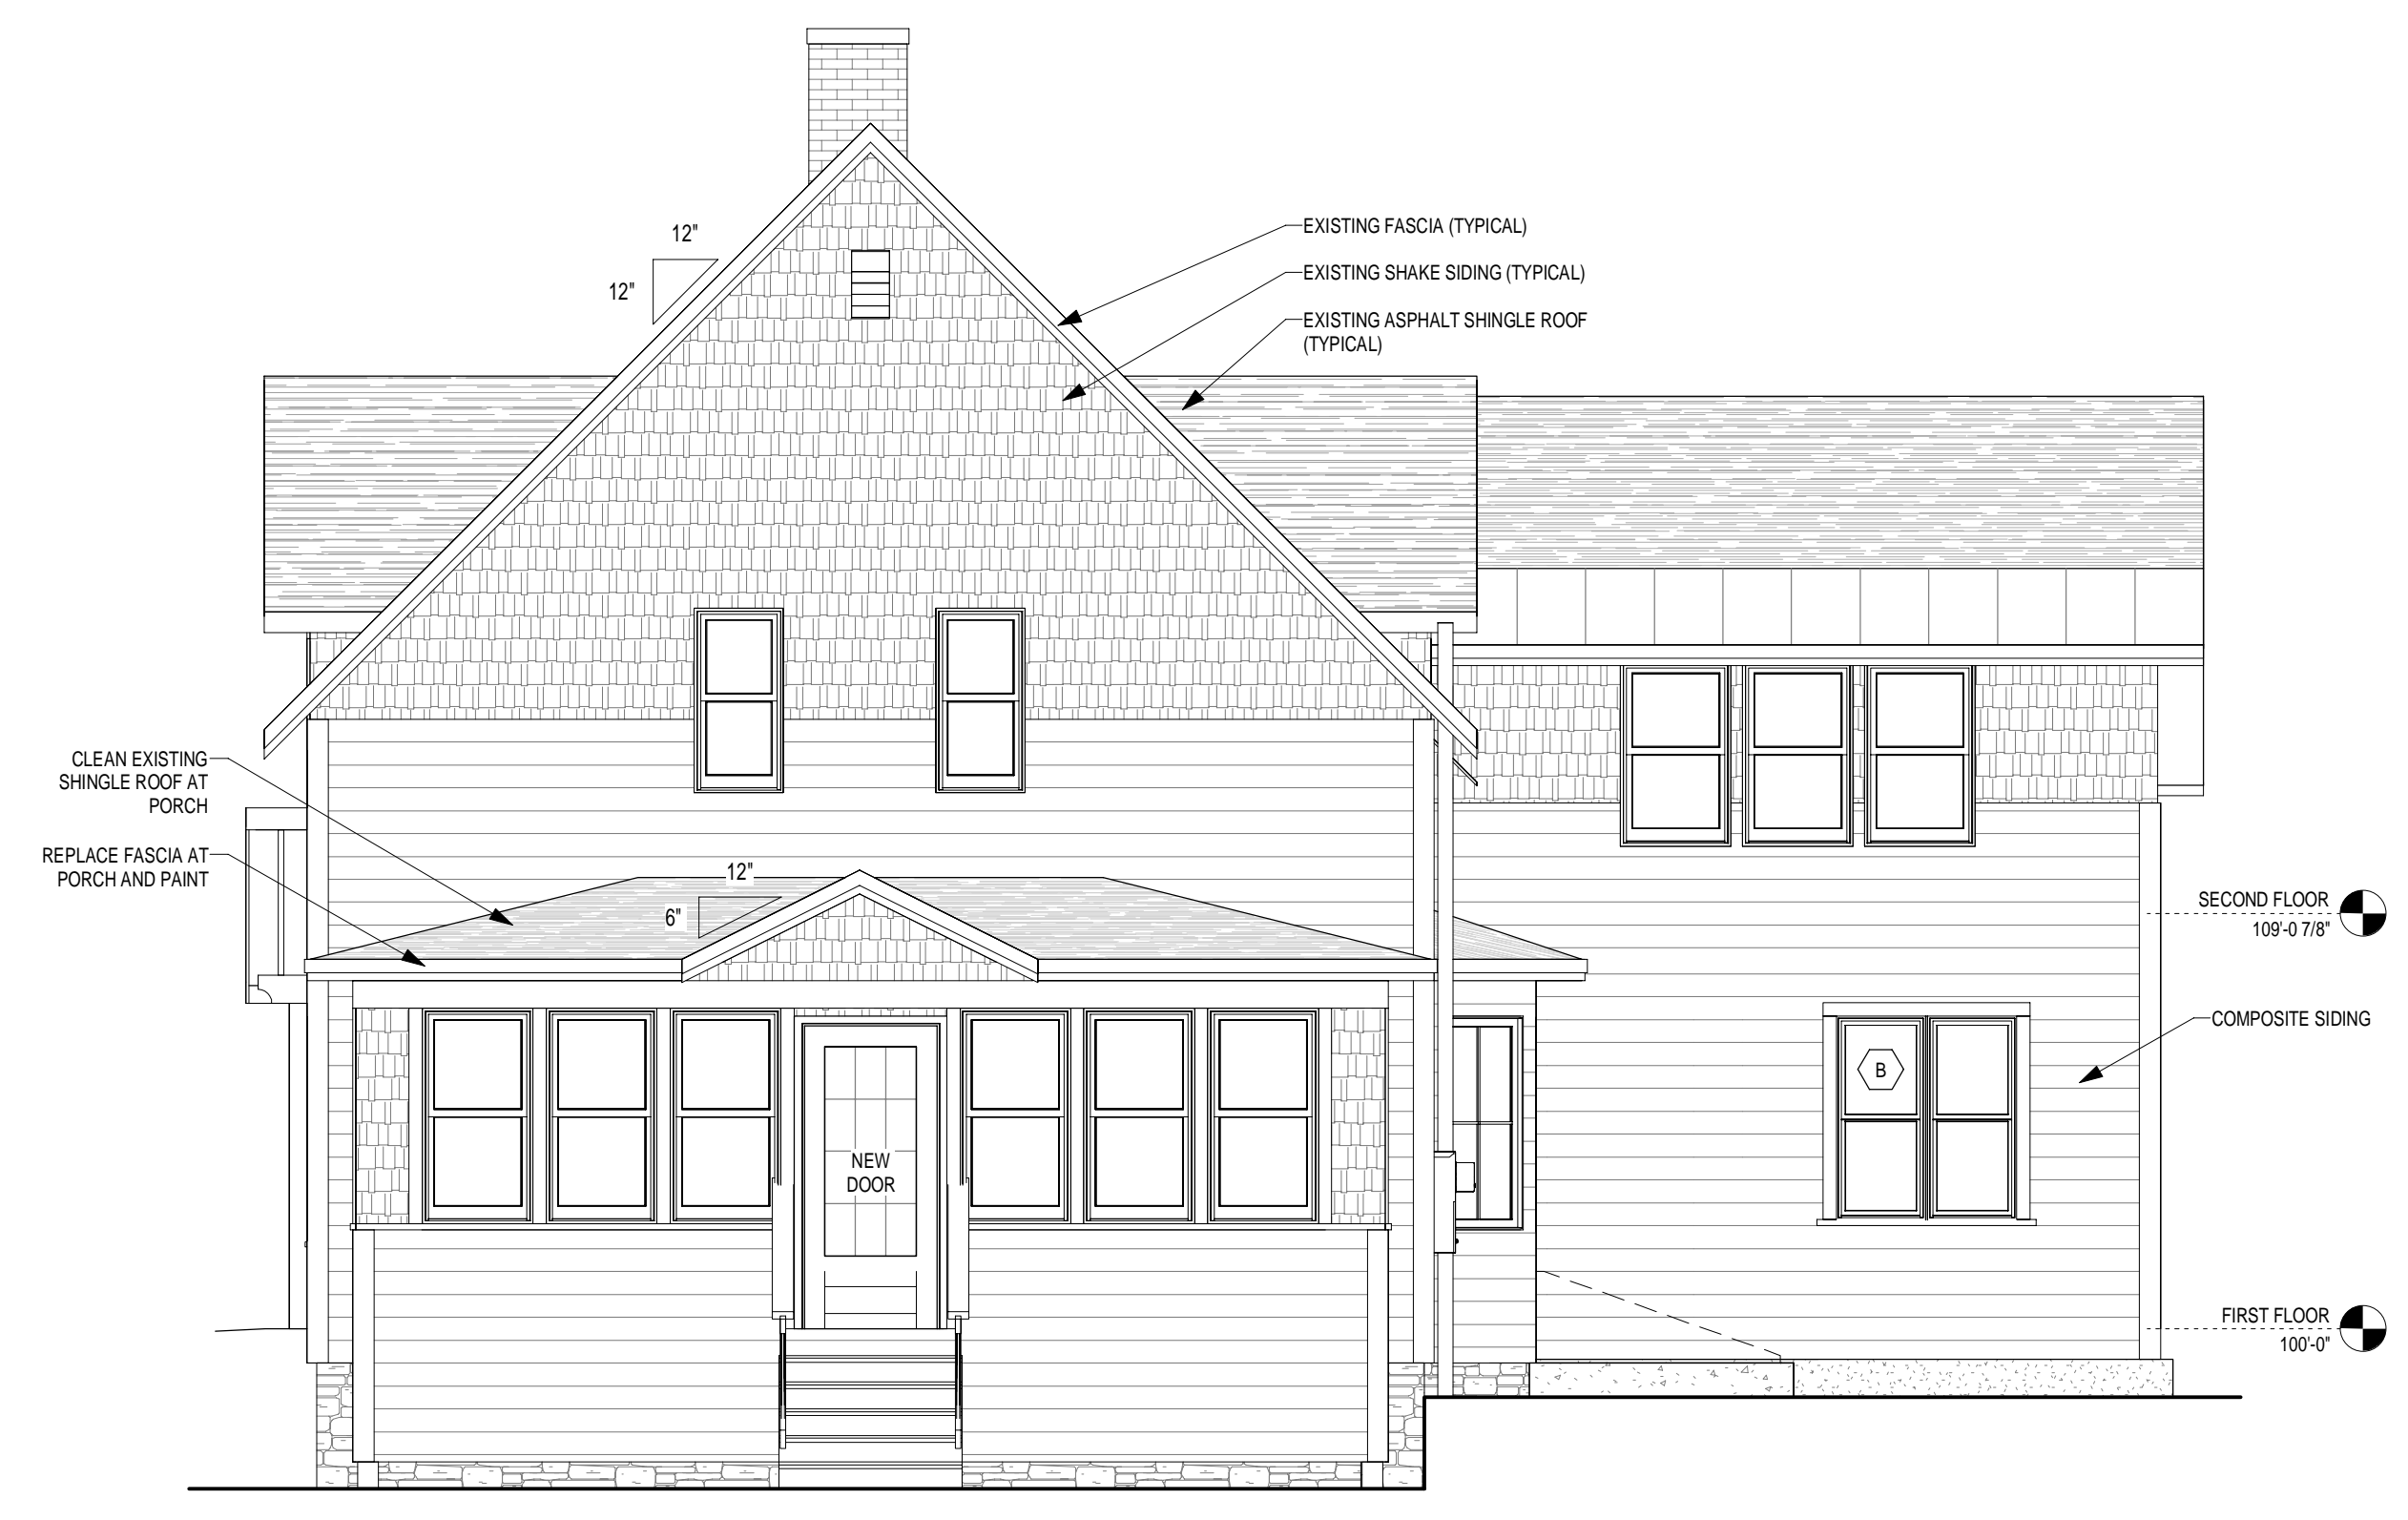 12"
12"
EXISTING FASCIA (TYPICAL)
EXISTING SHAKE SIDING (TYPICAL)
EXISTING ASPHALT SHINGLE ROOF
(TYPICAL)
CLEAN EXISTING
SHINGLE ROOF AT
PORCH
REPLACE FASCIA AT
PORCH AND PAINT
12"
6"
SECOND FLOOR
109'-0 7/8"
COMPOSITE SIDING
B
NEW
DOOR
FIRST FLOOR
100'-0"